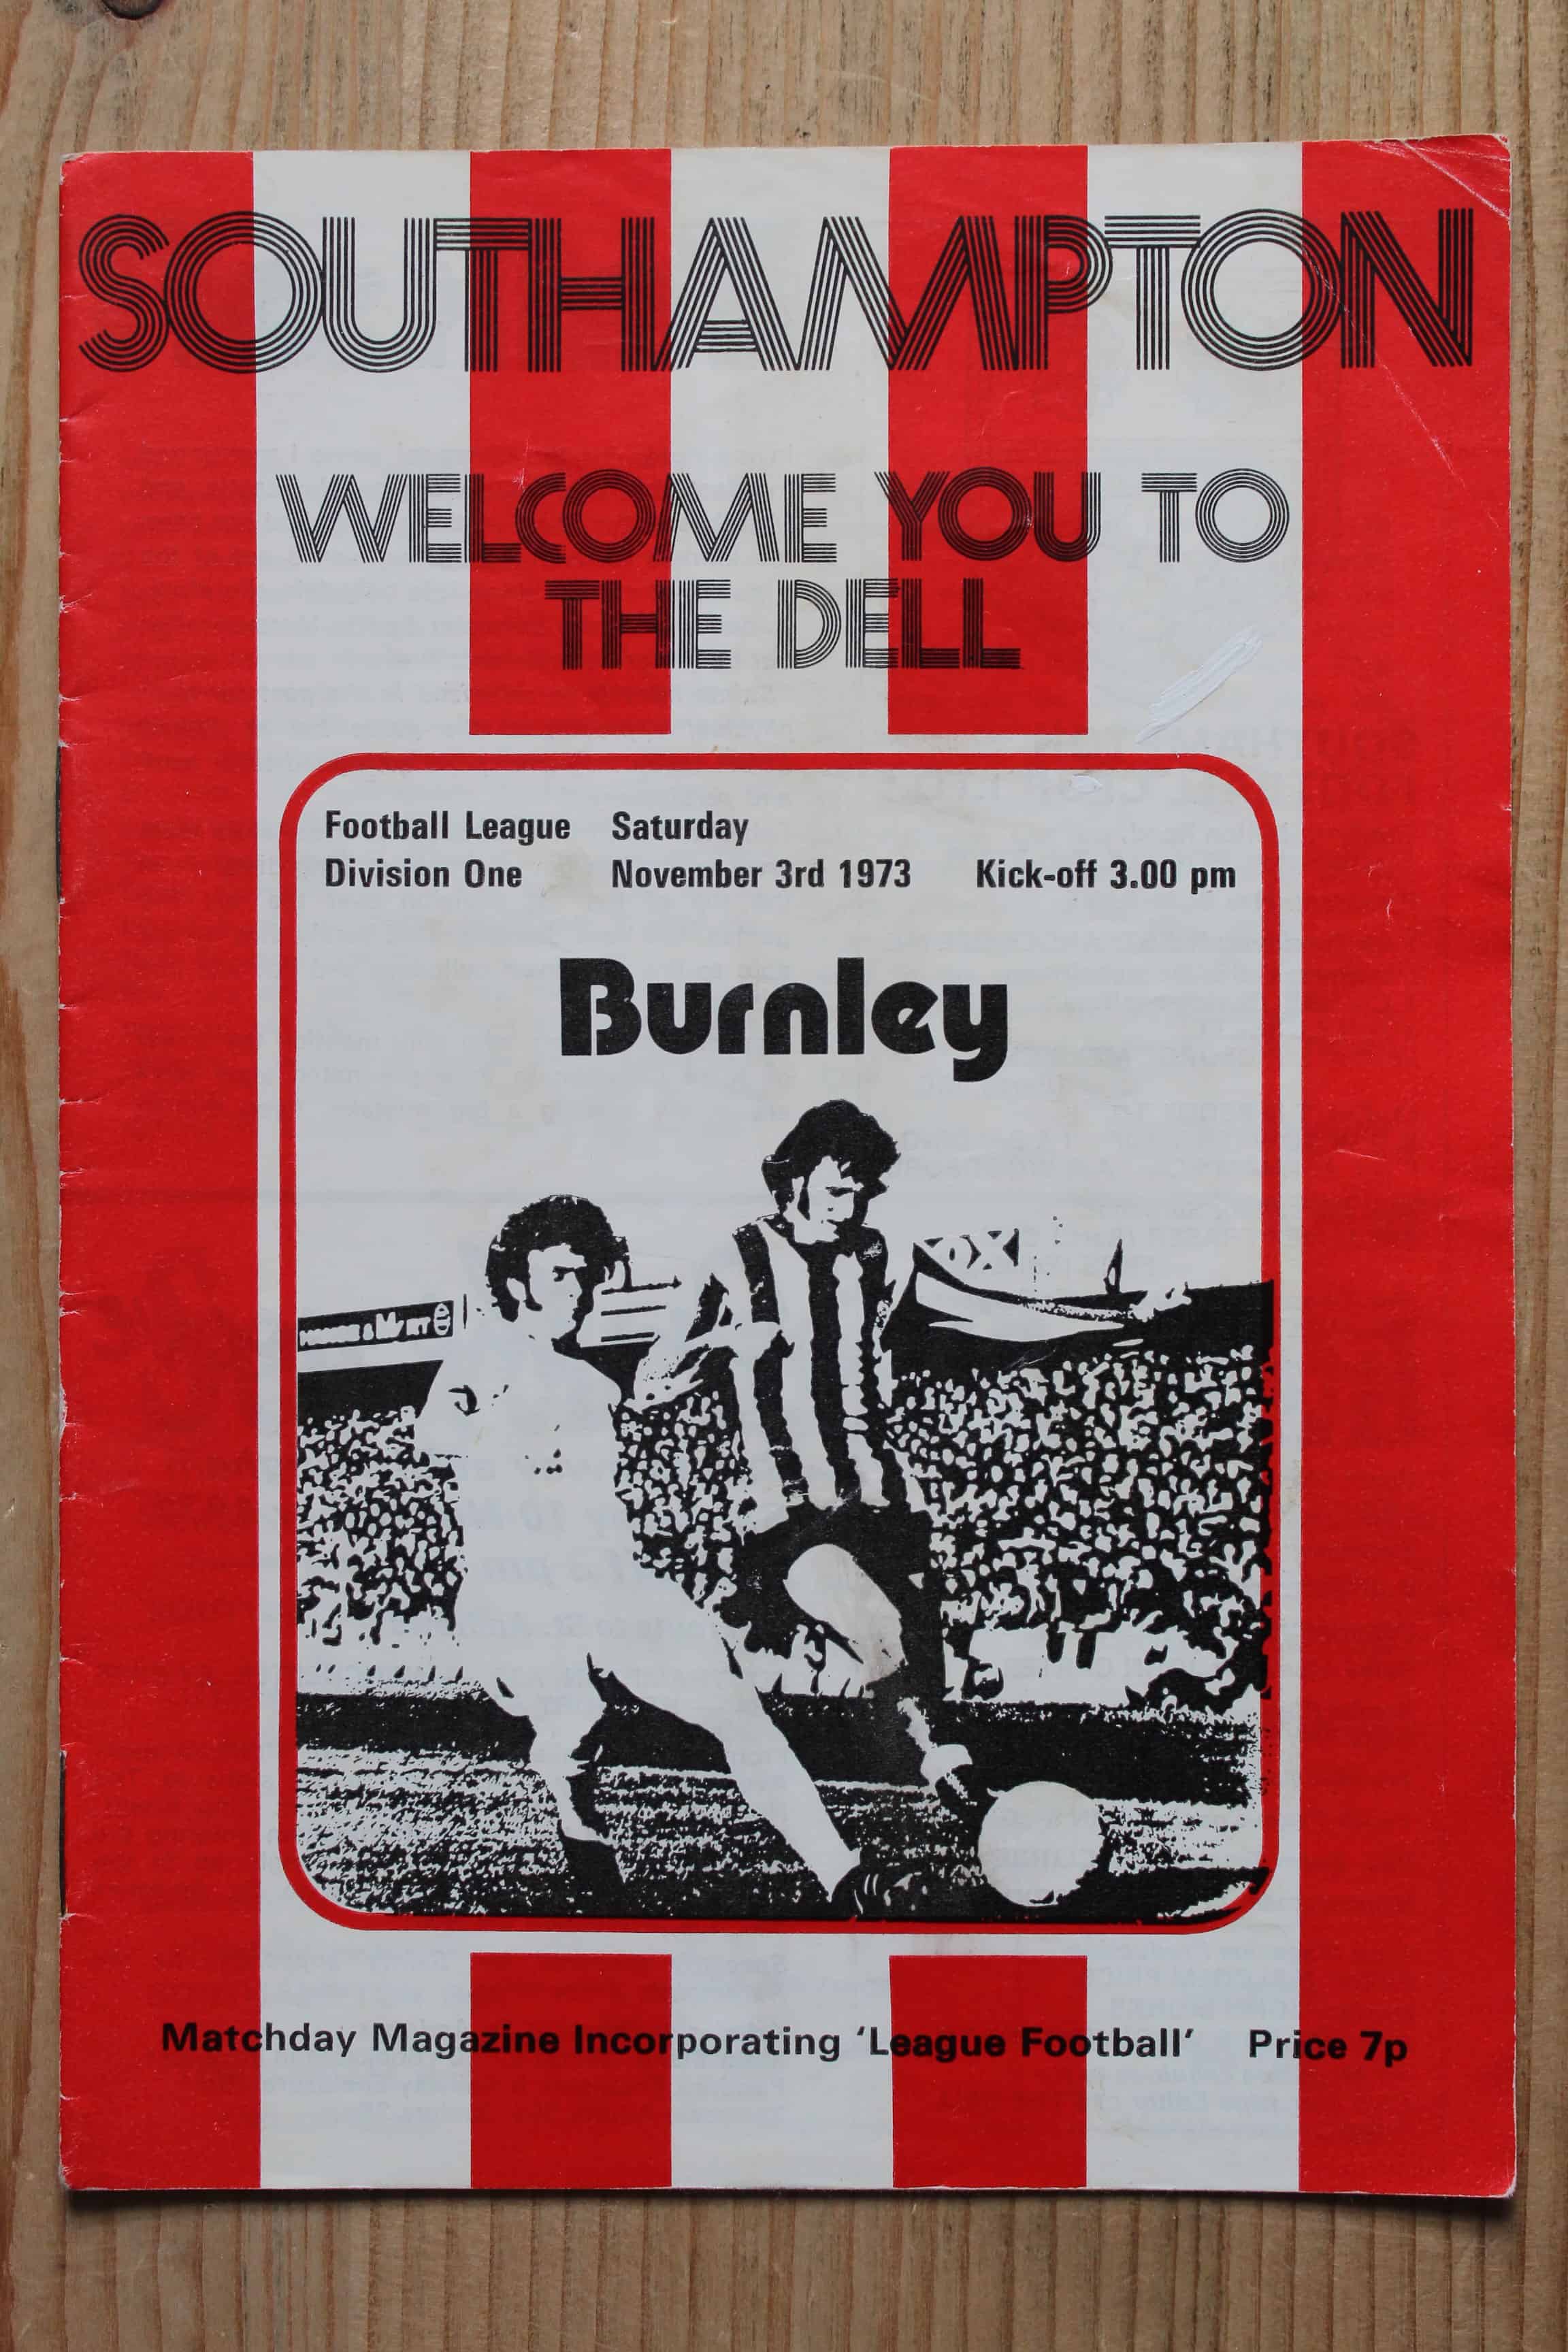 SOUTHAMPTON
WELCOME YOU TO
THE DELL
Football League Saturday
Division One November 3rd 1973 Kick-off 3.00 pm
Burnley
Matchday Magazine Incorporating ‘League Football’ Price 7p